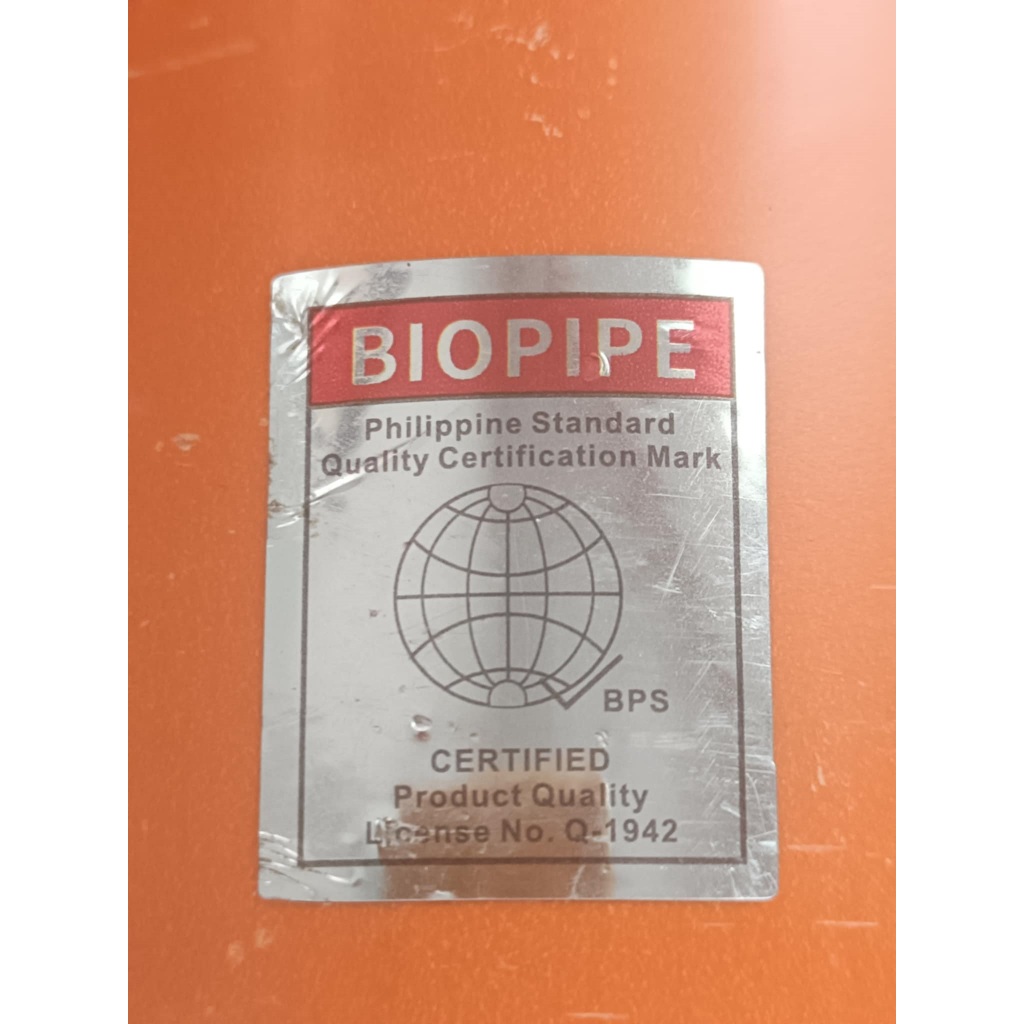 BIOPIPE
Philippine Standard
Quality Certification Mark
BPS
CERTIFIED
Product Quality
License No. Q-1942